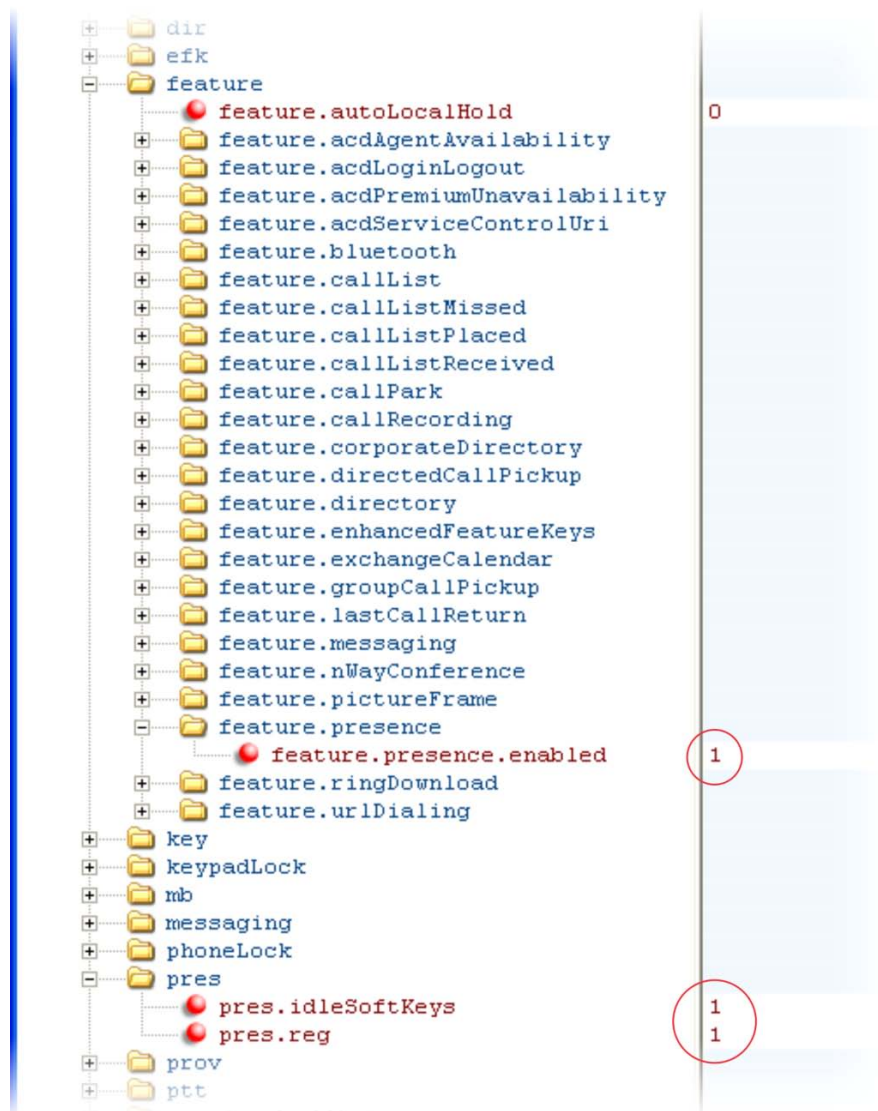 dir
efk
feature
feature.autoLocalHold 0
feature.acdAgentAvailability
feature.acdLoginLogout
feature.acdPremiumUnavailability
feature.acdServiceControlUri
feature.bluetooth
feature.callList
feature.callListMissed
feature.callListPlaced
feature.callListReceived
feature.callPark
feature.callRecording
feature.corporateDirectory
feature.directedCallPickup
feature.directory
feature.enhancedFeatureKeys
feature.exchangeCalendar
feature.groupCallPickup
feature.lastCallReturn
feature.messaging
feature.nWayConference
feature.pictureFrame
feature.presence
feature.presence.enabled 1
feature.ringDownload
feature.urlDialing
key
keypadLock
mb
messaging
phoneLock
pres
pres.idleSoftKeys 1
pres.reg 1
prov
ptt